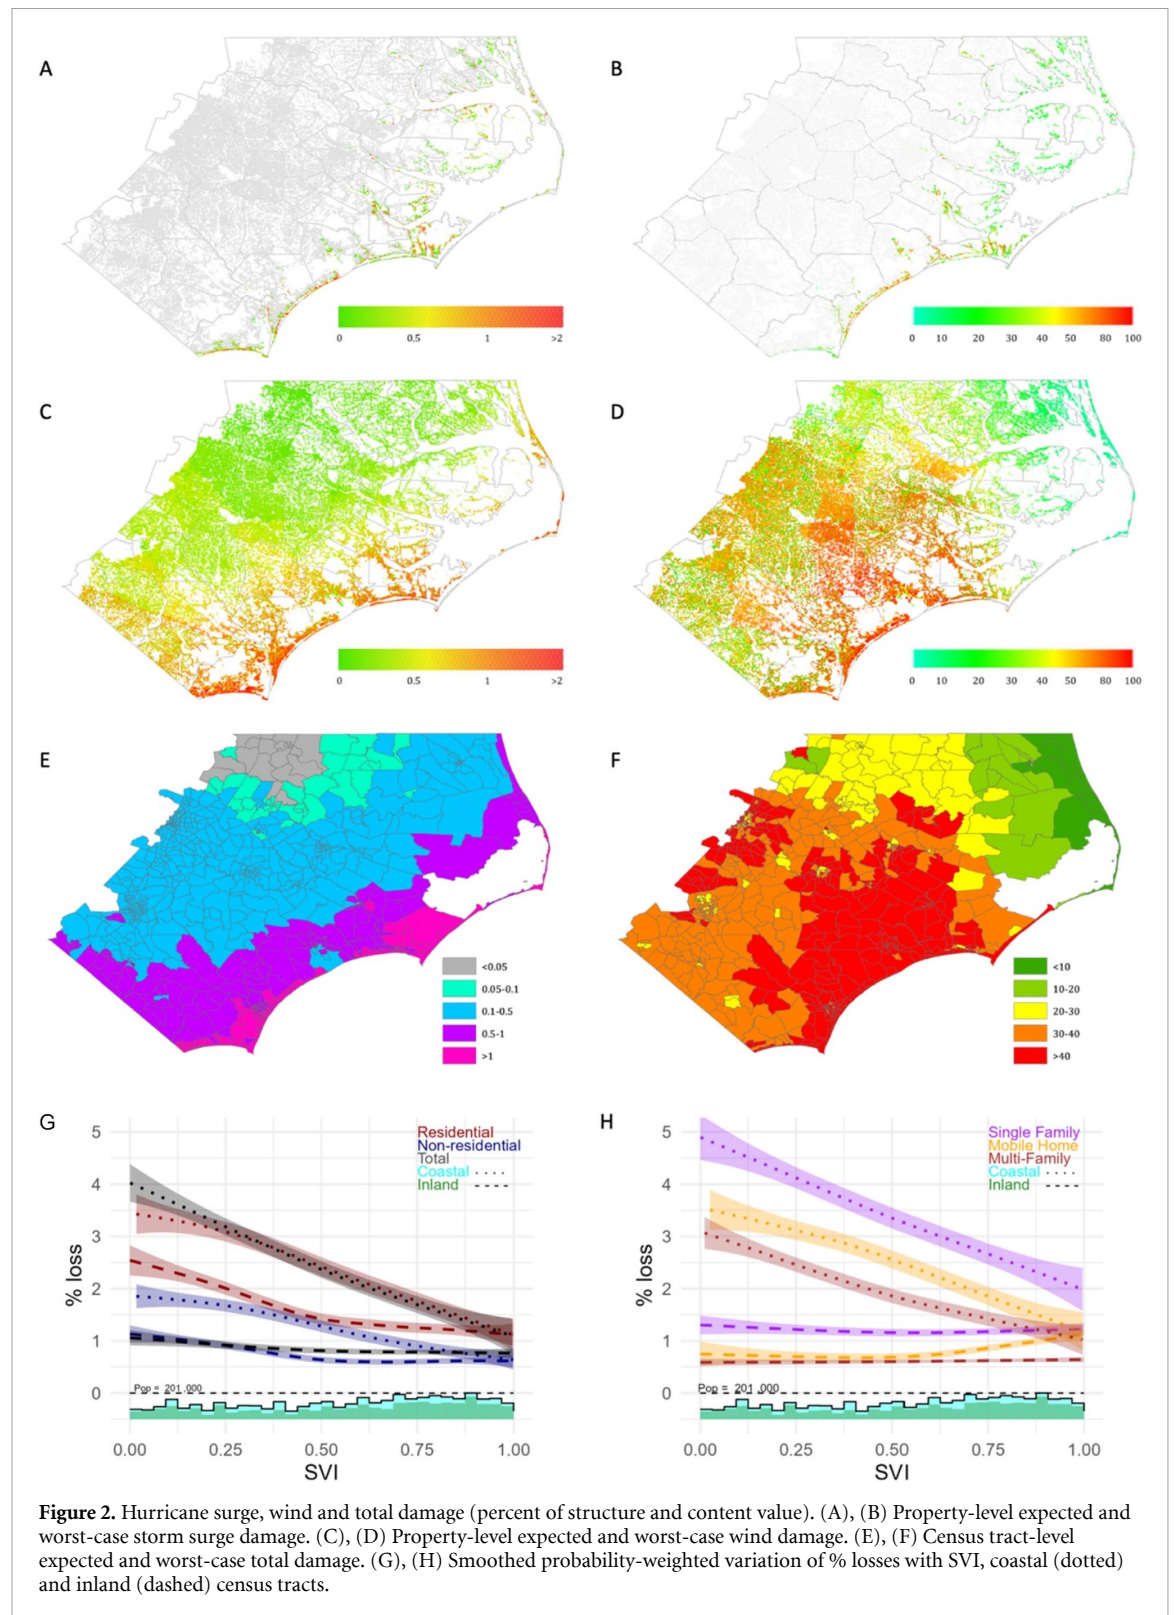 A
B
0 0.5 1 >2
0 10 20 30 40 50 80 100
C
D
0 0.5 1 >2
0 10 20 30 40 50 80 100
E
F
<0.05
0.05-0.1
0.1-0.5
0.5-1
>1
<10
10-20
20-30
30-40
>40
G
5
4
3
2
1
0
% loss
Residential
Non-residential
Total
Coastal
Inland
Pop = 201 000
0.00 0.25 0.50 0.75 1.00
SVI
H
5
4
3
2
1
0
% loss
Single Family
Mobile Home
Multi-Family
Coastal
Inland
Pop = 201 000
0.00 0.25 0.50 0.75 1.00
SVI
Figure 2. Hurricane surge, wind and total damage (percent of structure and content value). (A), (B) Property-level expected and
worst-case storm surge damage. (C), (D) Property-level expected and worst-case wind damage. (E), (F) Census tract-level
expected and worst-case total damage. (G), (H) Smoothed probability-weighted variation of % losses with SVI, coastal (dotted)
and inland (dashed) census tracts.